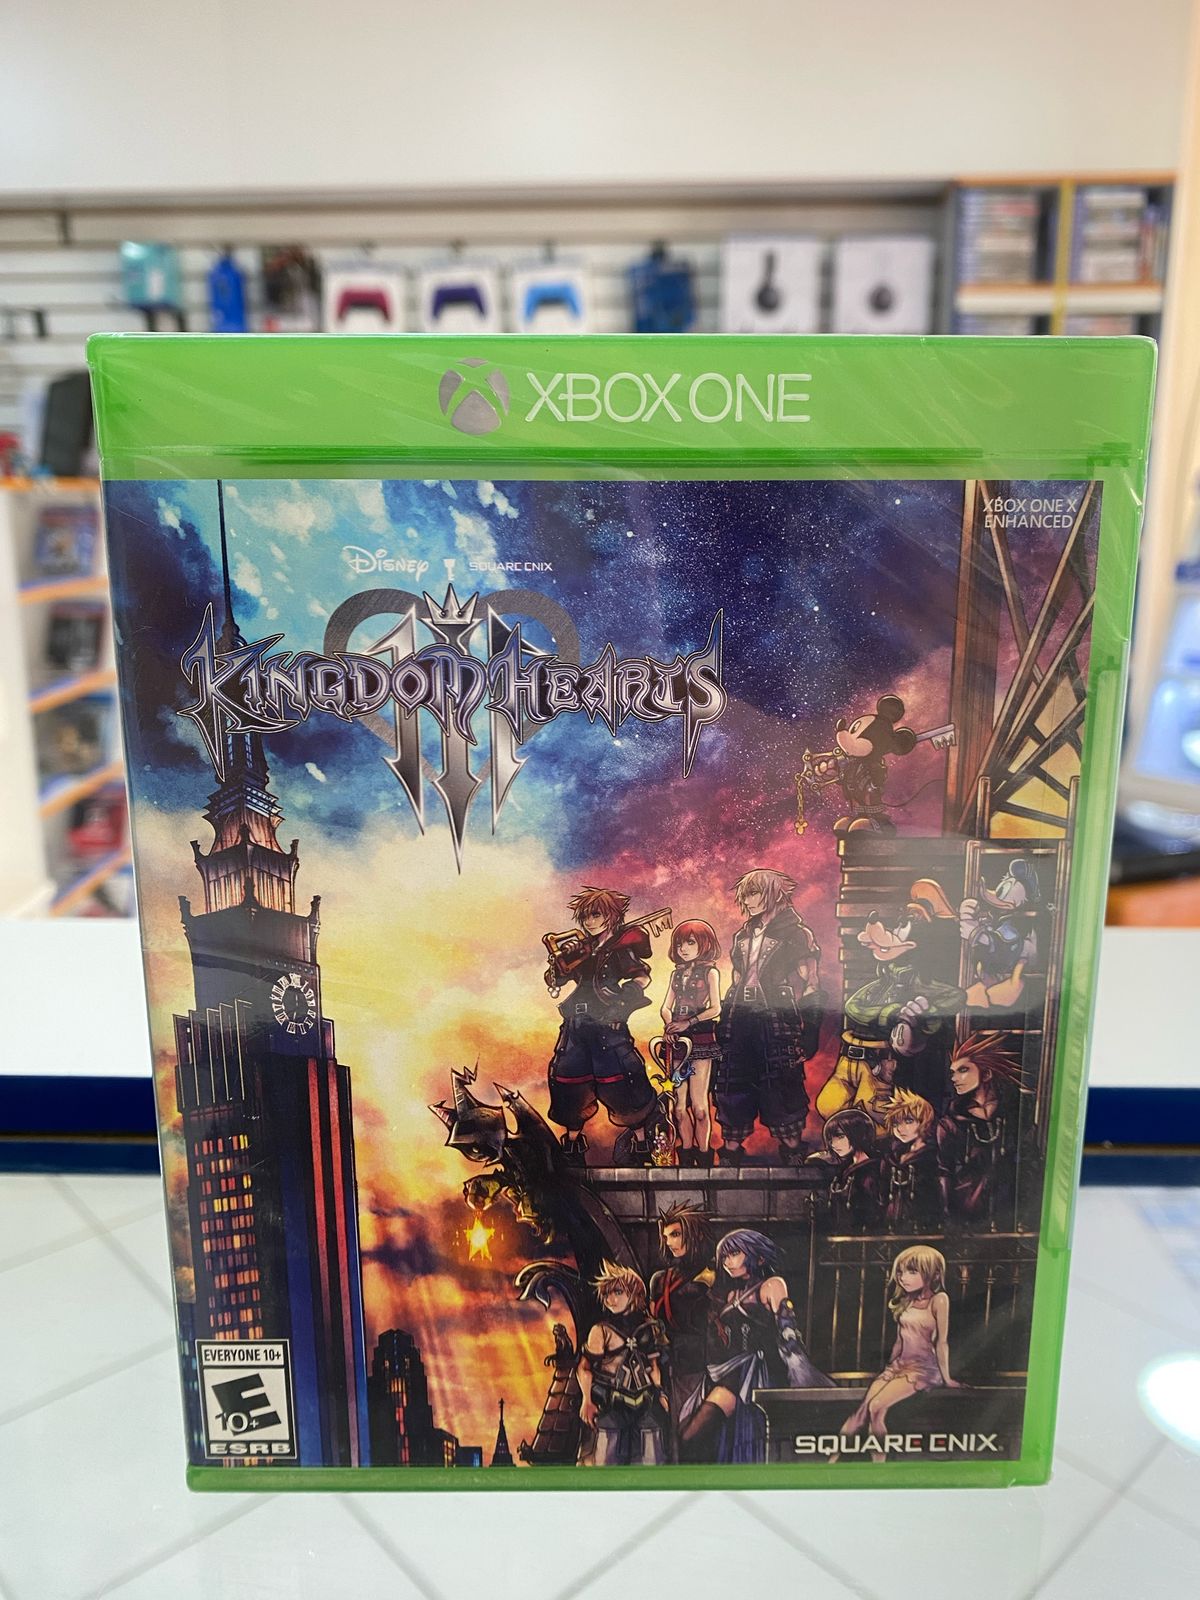 XBOX ONE
XBOX ONE X
ENHANCED
Disney SQUARE ENIX
KINGDOM HEARTS
III
EVERYONE 10+
E
10+
ESRB
SQUARE ENIX